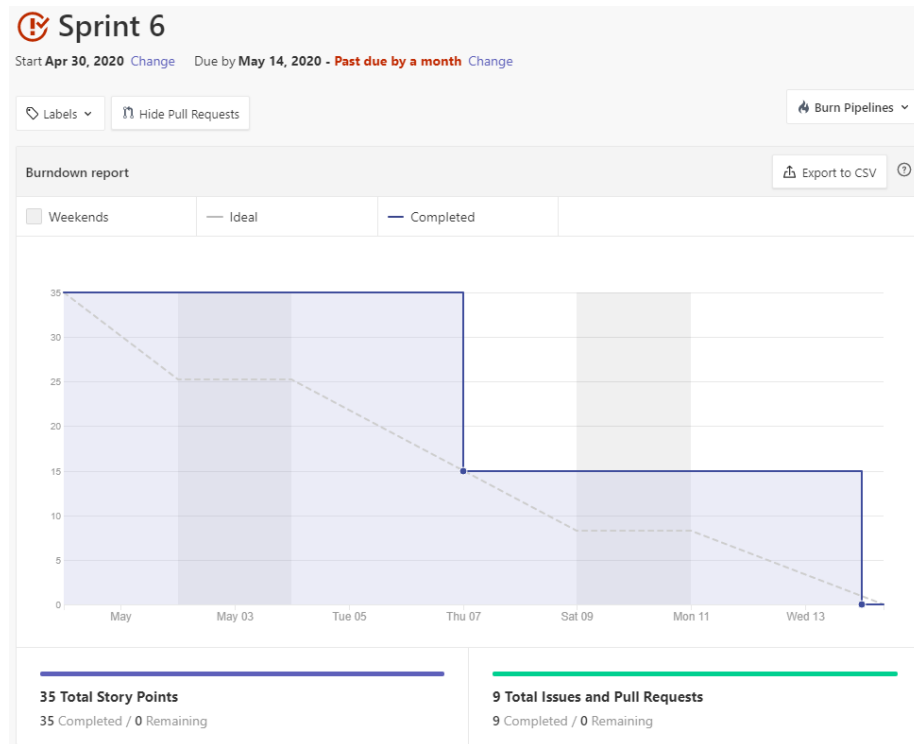 Sprint 6
Start Apr 30, 2020 Change Due by May 14, 2020 - Past due by a month Change
Labels Hide Pull Requests Burn Pipelines
Burndown report Export to CSV ?
Weekends Ideal Completed
35
30
25
20
15
10
5
0
May May 03 Tue 05 Thu 07 Sat 09 Mon 11 Wed 13
35 Total Story Points 9 Total Issues and Pull Requests
35 Completed / 0 Remaining 9 Completed / 0 Remaining